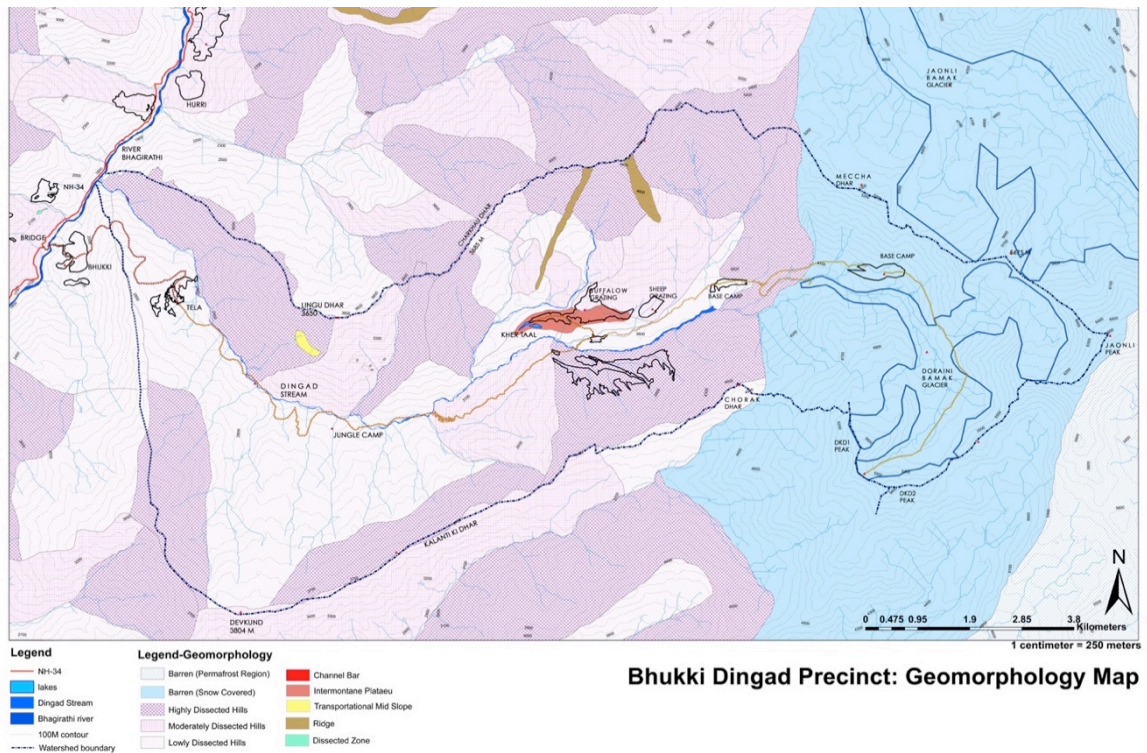 JAONLI
BAMAK
GLACIER
HURRI
RIVER
BHAGIRATHI
NH-34
MECCHA
DHAR
CHARKHAU DHAR
3685 M
BRIDGE
BHUKKI
BASE CAMP
TELA
LINGU DHAR
3650
BUFFALOW
GRAZING
SHEEP
GRAZING
BASE CAMP
KHER TAAL
JAONLI
PEAK
DORAINI
BAMAK
GLACIER
DINGAD
STREAM
CHORAK
DHAR
JUNGLE CAMP
DKD1
PEAK
DKD2
PEAK
KALANTI KI DHAR
DEVKUND
3804 M
N
0 0.475 0.95 1.9 2.85 3.8
Kilometers
1 centimeter = 250 meters
Legend
NH-34
lakes
Dingad Stream
Bhagirathi river
100M contour
Watershed boundary
Legend-Geomorphology
Barren (Permafrost Region)
Barren (Snow Covered)
Highly Dissected Hills
Moderately Dissected Hills
Lowly Dissected Hills
Channel Bar
Intermontane Plataeu
Transportational Mid Slope
Ridge
Dissected Zone
Bhukki Dingad Precinct: Geomorphology Map